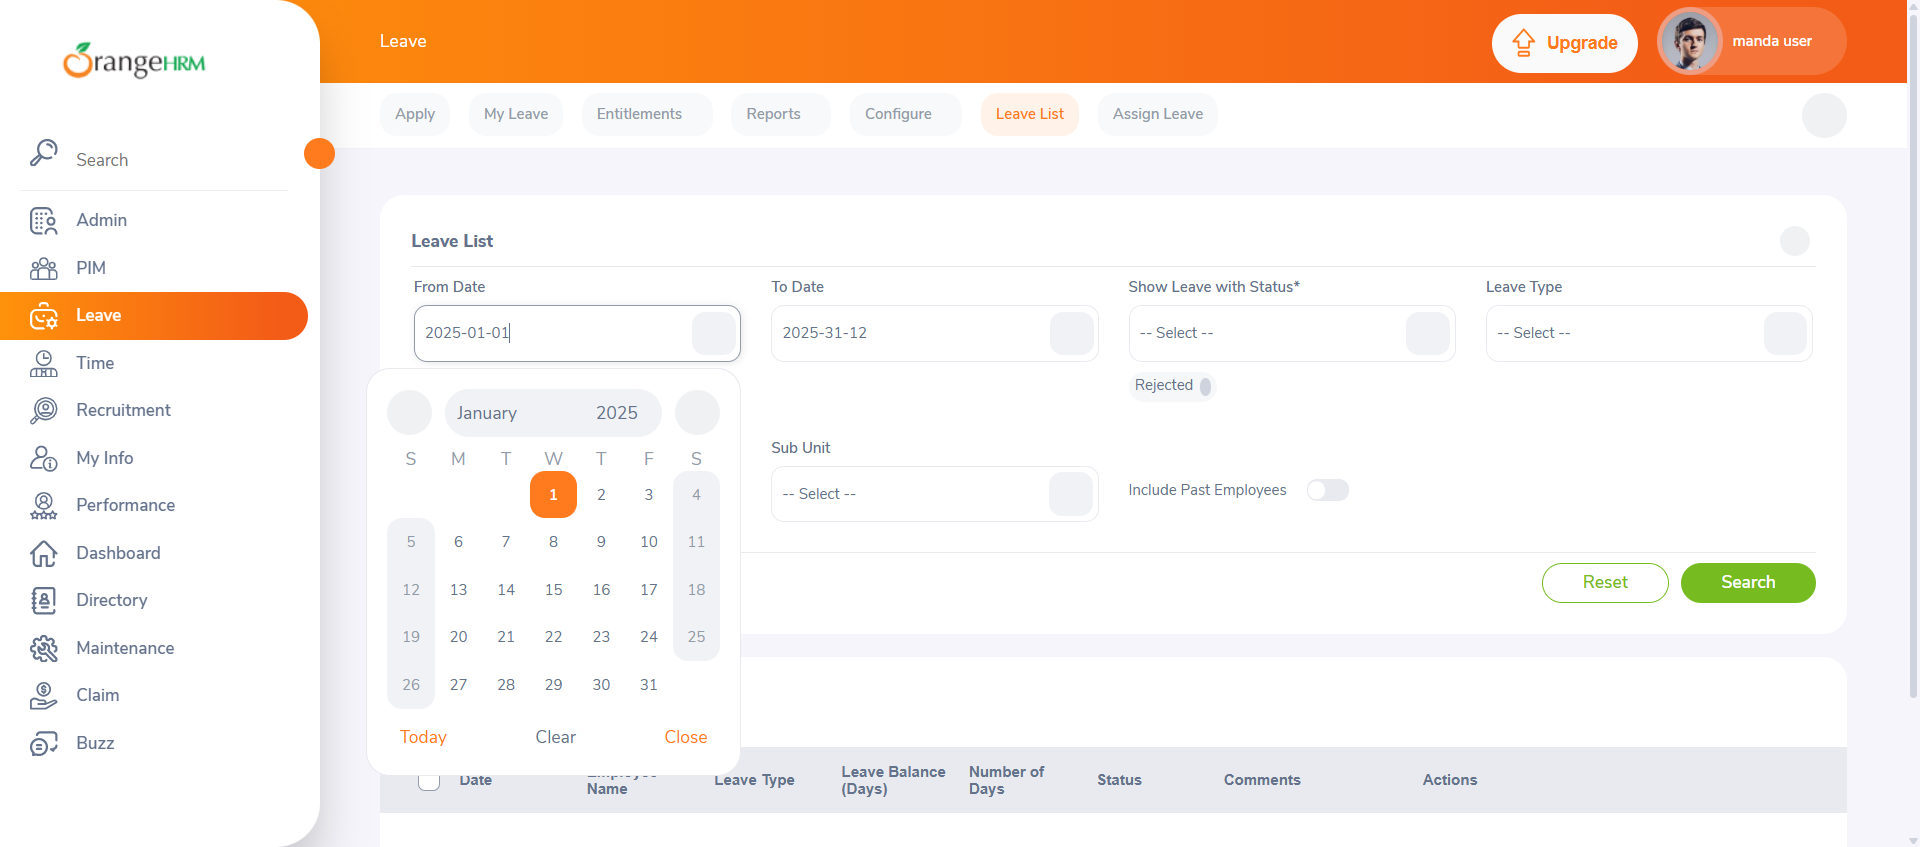 OrangeHRM
Leave
Upgrade
manda user
Apply
My Leave
Entitlements
Reports
Configure
Leave List
Assign Leave
Search
Admin
PIM
Leave
Time
Recruitment
My Info
Performance
Dashboard
Directory
Maintenance
Claim
Buzz
Leave List
From Date
To Date
Show Leave with Status*
Leave Type
2025-01-01
2025-31-12
-- Select --
-- Select --
Rejected
January 2025
S M T W T F S
1 2 3 4
5 6 7 8 9 10 11
12 13 14 15 16 17 18
19 20 21 22 23 24 25
26 27 28 29 30 31
Today Clear Close
Sub Unit
-- Select --
Include Past Employees
Reset
Search
Date
Employee
Name
Leave Type
Leave Balance
(Days)
Number of
Days
Status
Comments
Actions